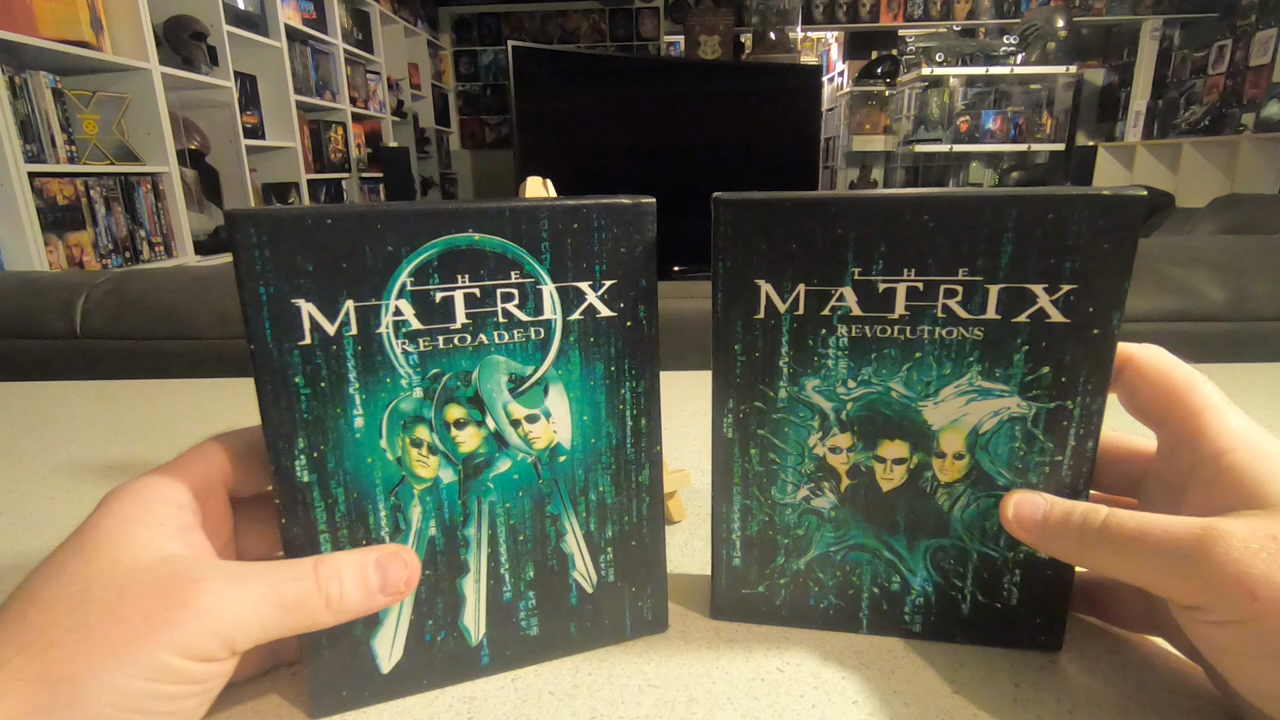 THE
MATRIX
RELOADED
THE
MATRIX
REVOLUTIONS